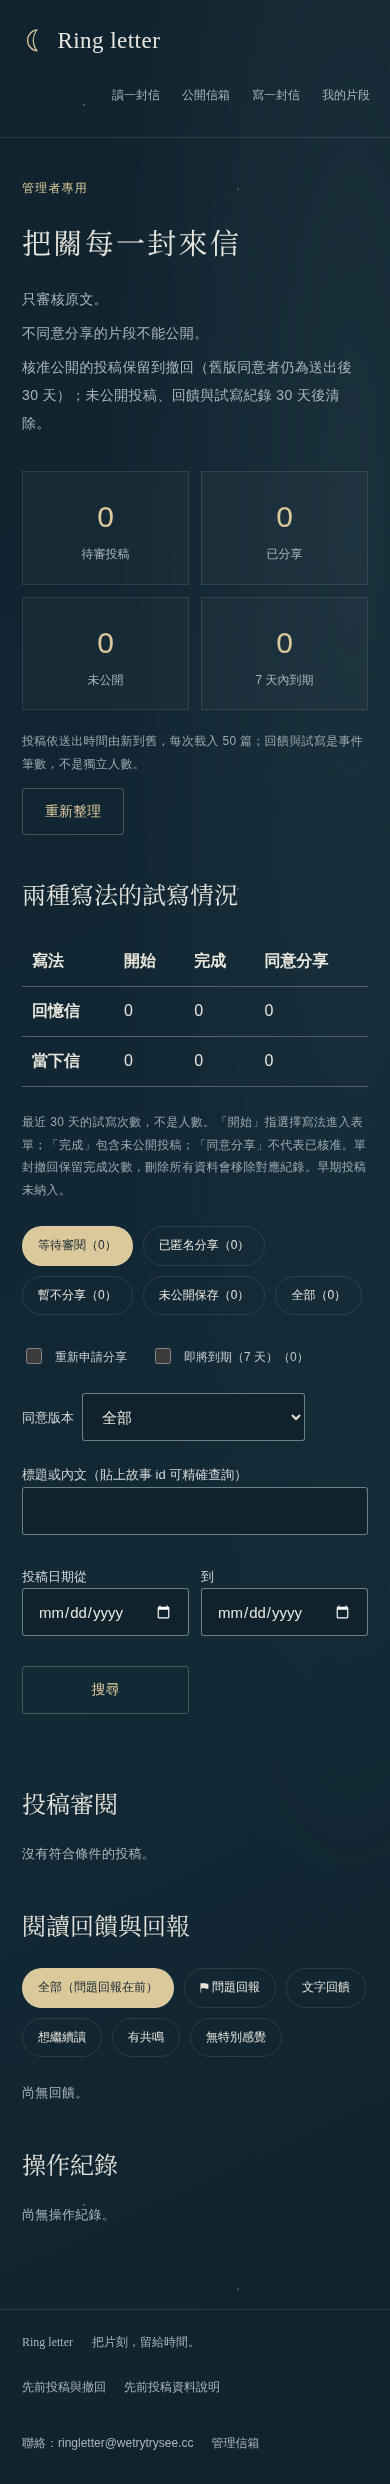 Ring letter
讀一封信 公開信箱 寫一封信 我的片段
管理者專用
把關每一封來信
只審核原文。
不同意分享的片段不能公開。
核准公開的投稿保留到撤回（舊版同意者仍為送出後
30 天）；未公開投稿、回饋與試寫紀錄 30 天後清
除。
0 0
待審投稿 已分享
0 0
未公開 7 天內到期
投稿依送出時間由新到舊，每次載入 50 篇；回饋與試寫是事件
筆數，不是獨立人數。
重新整理
兩種寫法的試寫情況
寫法 開始 完成 同意分享
回憶信 0 0 0
當下信 0 0 0
最近 30 天的試寫次數，不是人數。「開始」指選擇寫法進入表
單；「完成」包含未公開投稿；「同意分享」不代表已核准。單
封撤回保留完成次數，刪除所有資料會移除對應紀錄。早期投稿
未納入。
等待審閱（0） 已匿名分享（0）
暫不分享（0） 未公開保存（0） 全部（0）
重新申請分享 即將到期（7 天）（0）
同意版本 全部
標題或內文（貼上故事 id 可精確查詢）
投稿日期從 到
mm/dd/yyyy mm/dd/yyyy
搜尋
投稿審閱
沒有符合條件的投稿。
閱讀回饋與回報
全部（問題回報在前） 問題回報 文字回饋
想繼續讀 有共鳴 無特別感覺
尚無回饋。
操作紀錄
尚無操作紀錄。
Ring letter 把片刻，留給時間。
先前投稿與撤回 先前投稿資料說明
聯絡：ringletter@wetrytrysee.cc 管理信箱